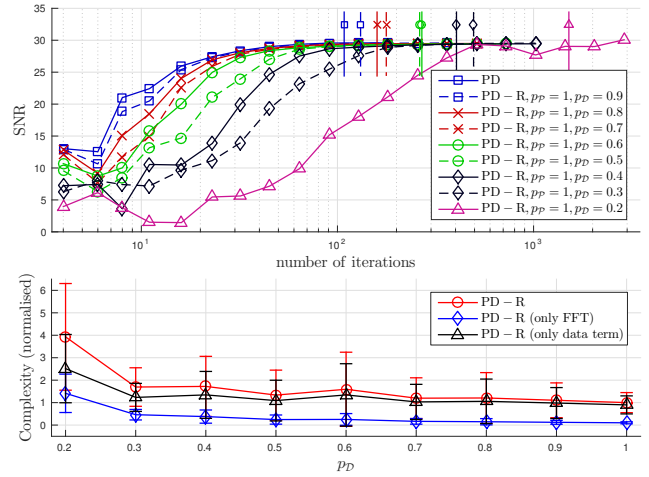 35
30
25
20
15
10
5
0
SNR
10^1
10^2
10^3
number of iterations
PD
PD − R, p_P = 1, p_D = 0.9
PD − R, p_P = 1, p_D = 0.8
PD − R, p_P = 1, p_D = 0.7
PD − R, p_P = 1, p_D = 0.6
PD − R, p_P = 1, p_D = 0.5
PD − R, p_P = 1, p_D = 0.4
PD − R, p_P = 1, p_D = 0.3
PD − R, p_P = 1, p_D = 0.2
6
5
4
3
2
1
0
Complexity (normalised)
PD − R
PD − R (only FFT)
PD − R (only data term)
0.2 0.3 0.4 0.5 0.6 0.7 0.8 0.9 1
p_D